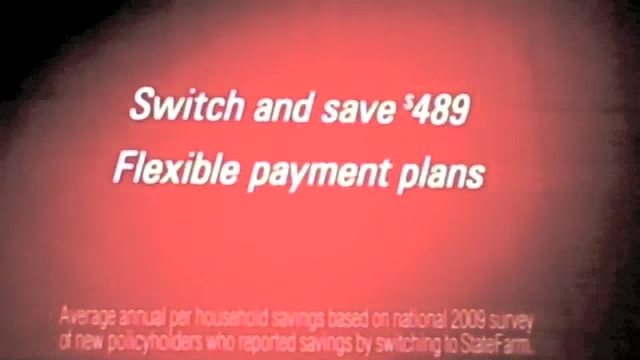 Switch and save $489
Flexible payment plans
Average annual per household savings based on national 2009 survey
of new policyholders who reported savings by switching to StateFarm.